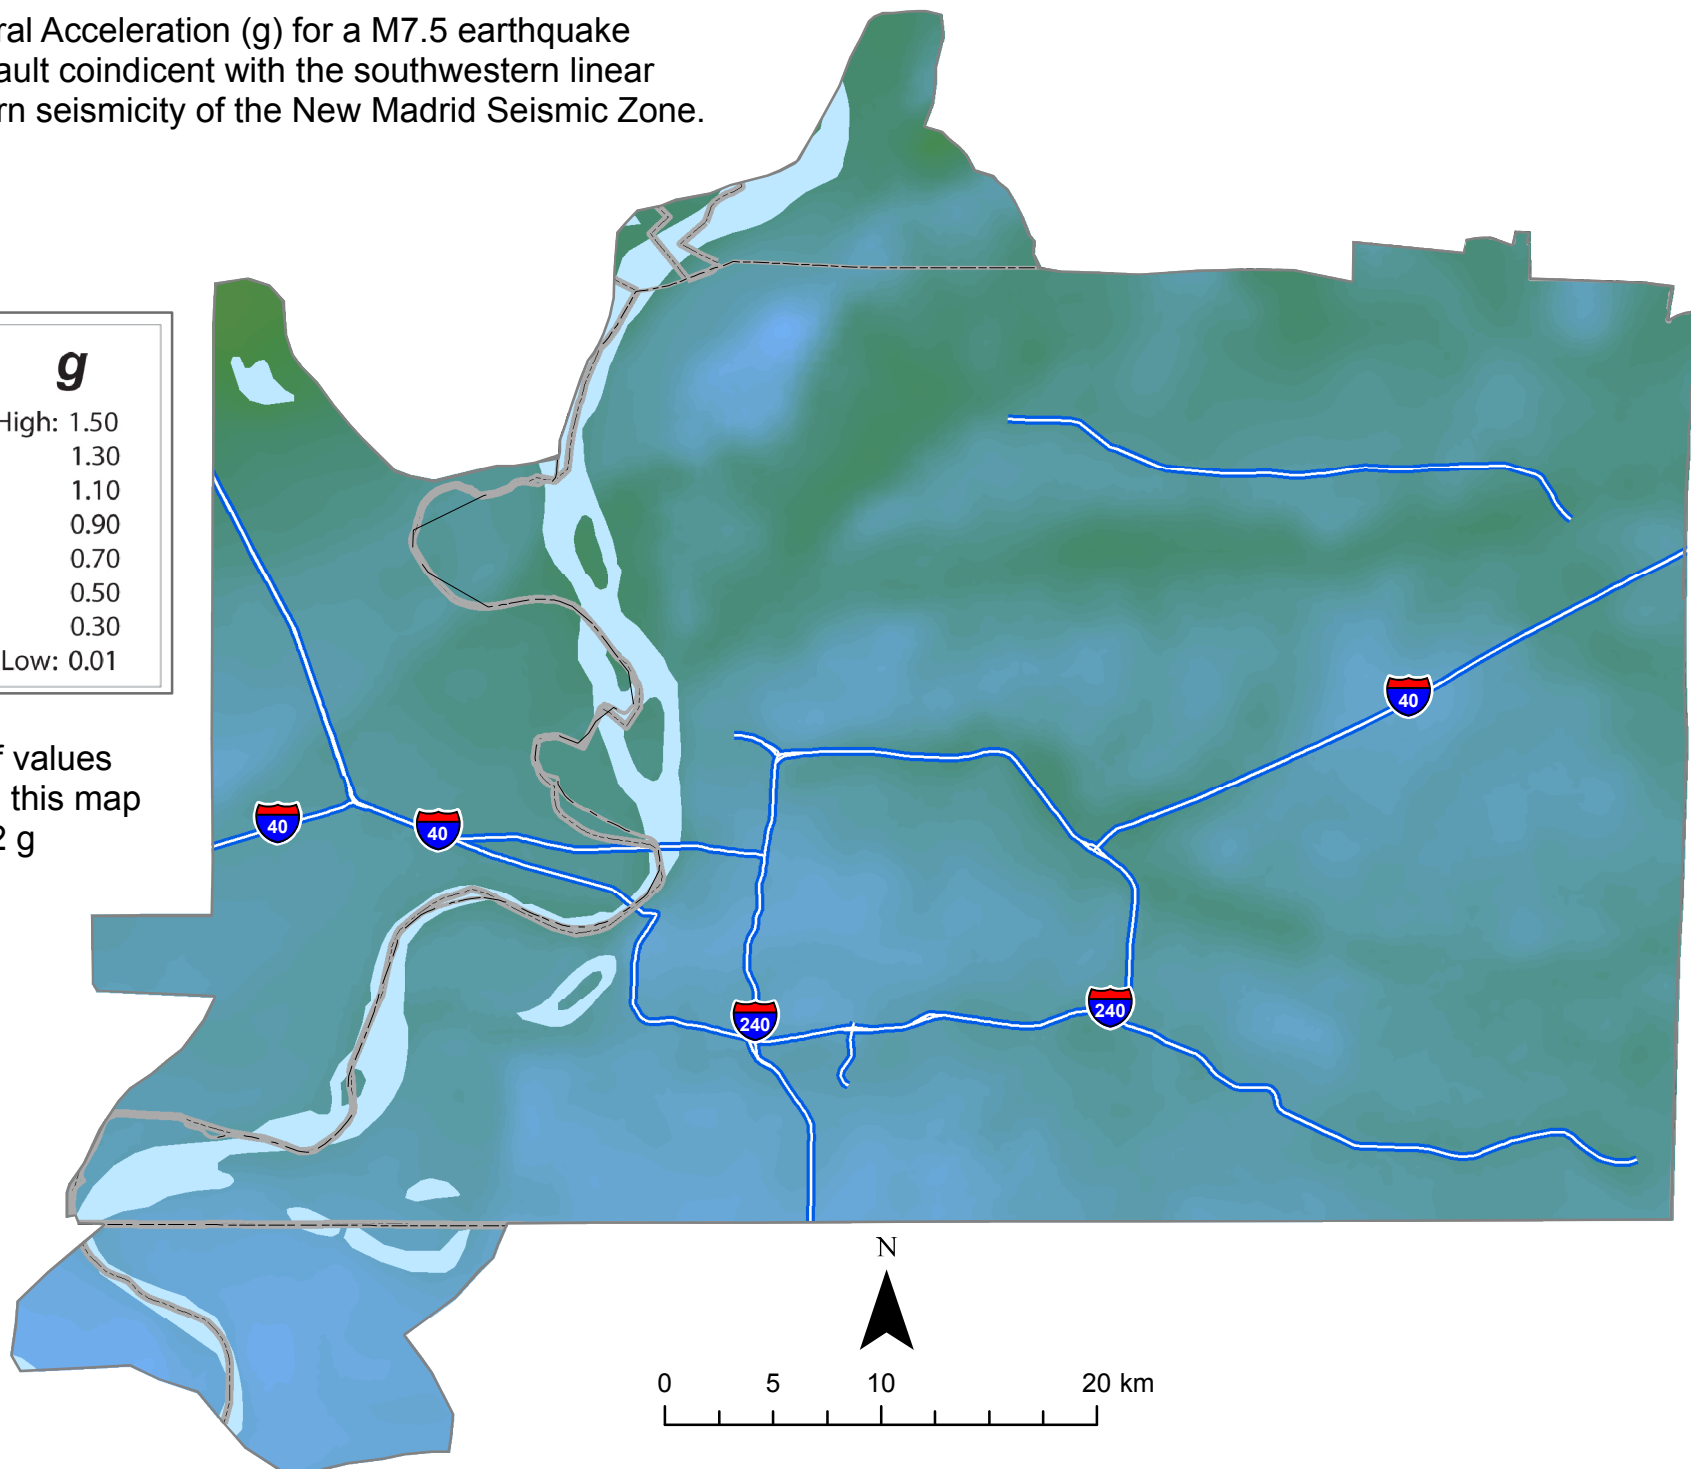 ral Acceleration (g) for a M7.5 earthquake
ault coindicent with the southwestern linear
rn seismicity of the New Madrid Seismic Zone.
g
High: 1.50
1.30
1.10
0.90
0.70
0.50
0.30
Low: 0.01
values
this map
2 g
40
40
40
240
240
N
0 5 10 20 km